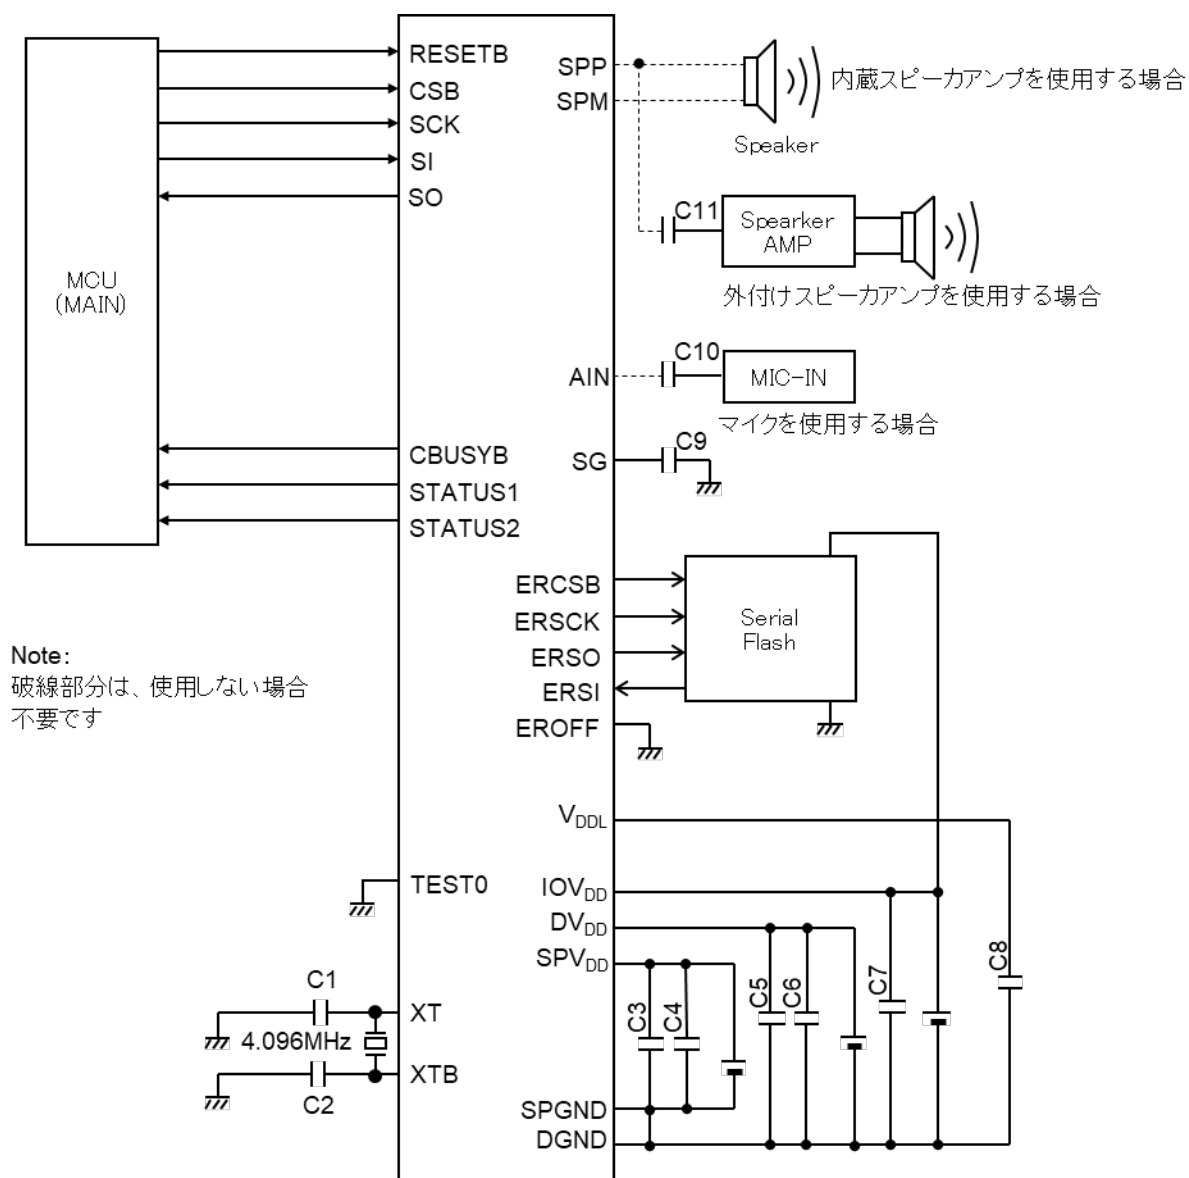 RESETB
CSB
SCK
SI
SO
MCU
(MAIN)
CBUSYB
STATUS1
STATUS2
Note:
破線部分は、使用しない場合
不要です
TEST0
C1
XT
4.096MHz
XTB
C2
SPP
SPM
内蔵スピーカアンプを使用する場合
Speaker
C11
Spearker
AMP
外付けスピーカアンプを使用する場合
C10
AIN
MIC-IN
マイクを使用する場合
C9
SG
ERCSB
ERSCK
ERSO
ERSI
EROFF
Serial
Flash
VDDL
IOVDD
DVDD
SPVDD
C3
C4
C5
C6
C7
C8
SPGND
DGND